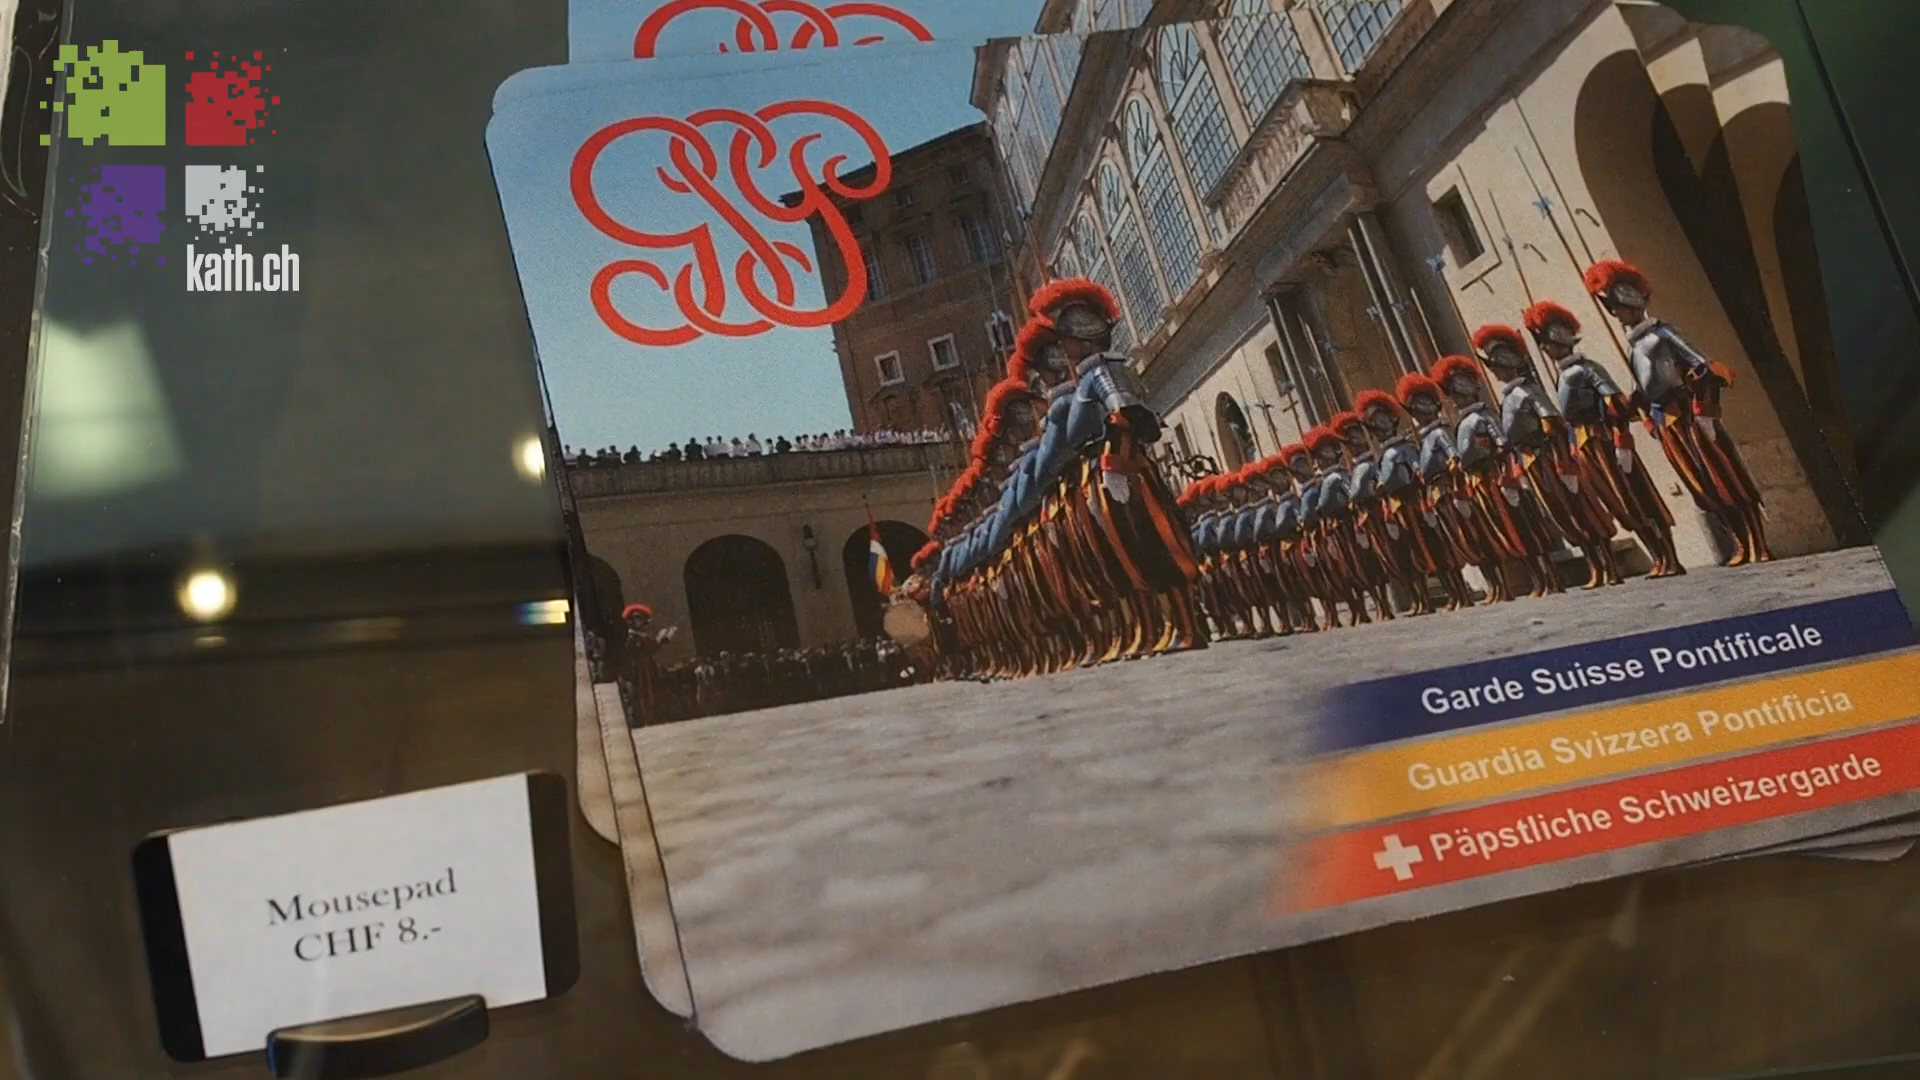 kath.ch
Garde Suisse Pontificale
Guardia Svizzera Pontificia
Päpstliche Schweizergarde
Mousepad
CHF 8.-